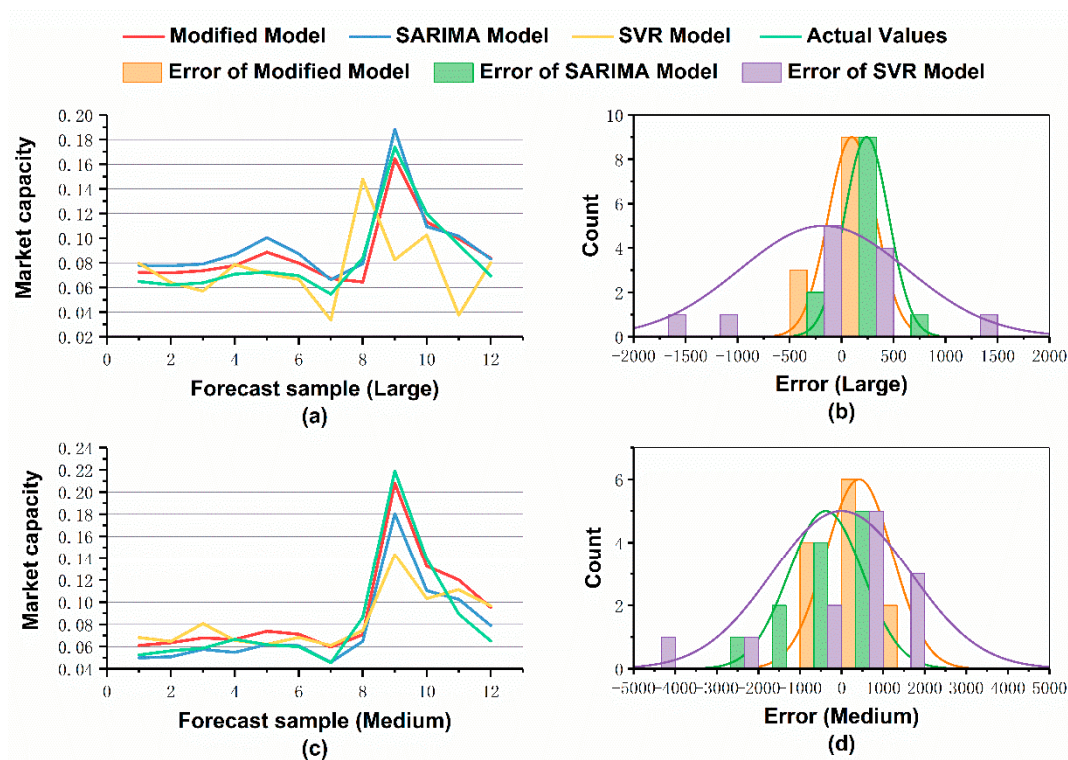 Modified Model SARIMA Model SVR Model Actual Values
Error of Modified Model Error of SARIMA Model Error of SVR Model
Market capacity
0.20
0.18
0.16
0.14
0.12
0.10
0.08
0.06
0.04
0.02
0 2 4 6 8 10 12
Forecast sample (Large)
(a)
Count
10
8
6
4
2
0
-2000 -1500 -1000 -500 0 500 1000 1500 2000
Error (Large)
(b)
Market capacity
0.24
0.22
0.20
0.18
0.16
0.14
0.12
0.10
0.08
0.06
0.04
0 2 4 6 8 10 12
Forecast sample (Medium)
(c)
Count
6
4
2
0
-5000 -4000 -3000 -2000 -1000 0 1000 2000 3000 4000 5000
Error (Medium)
(d)